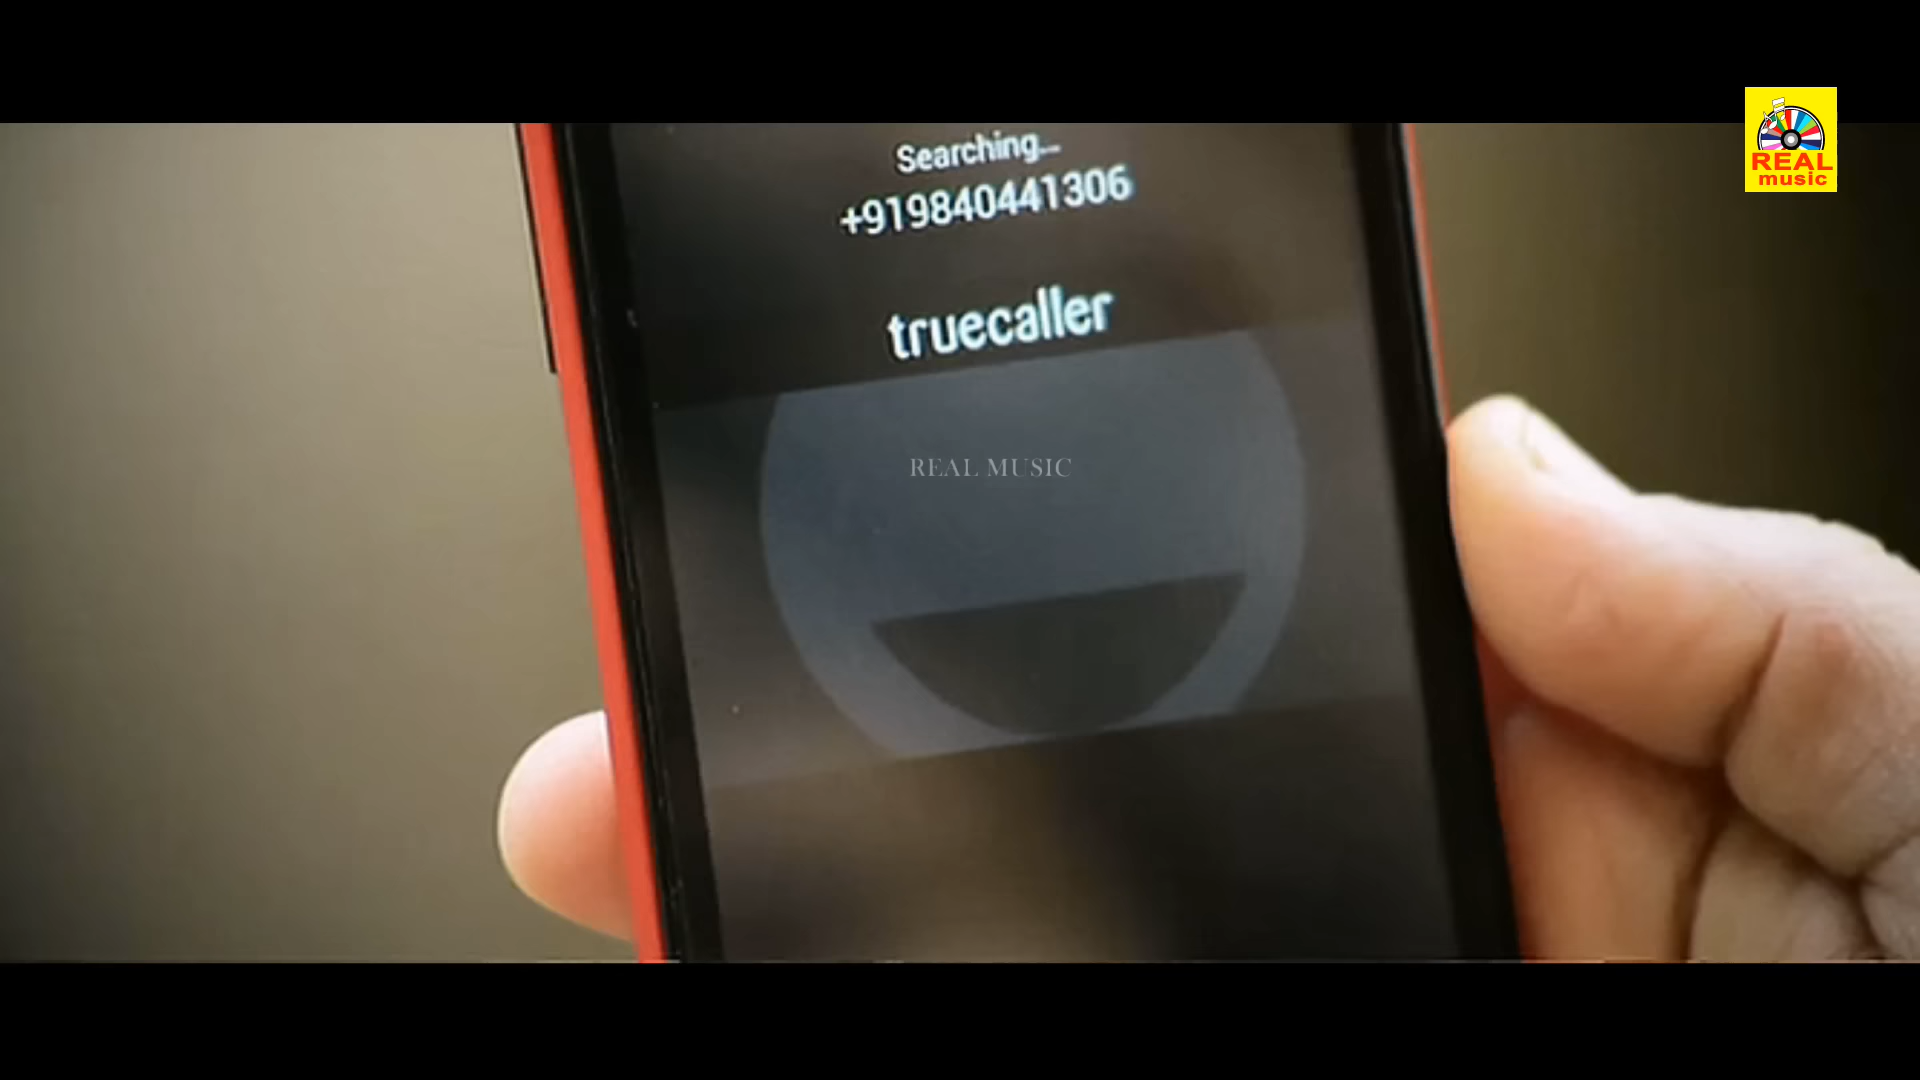 Searching...
+919840441306
truecaller
REAL MUSIC
REAL
music